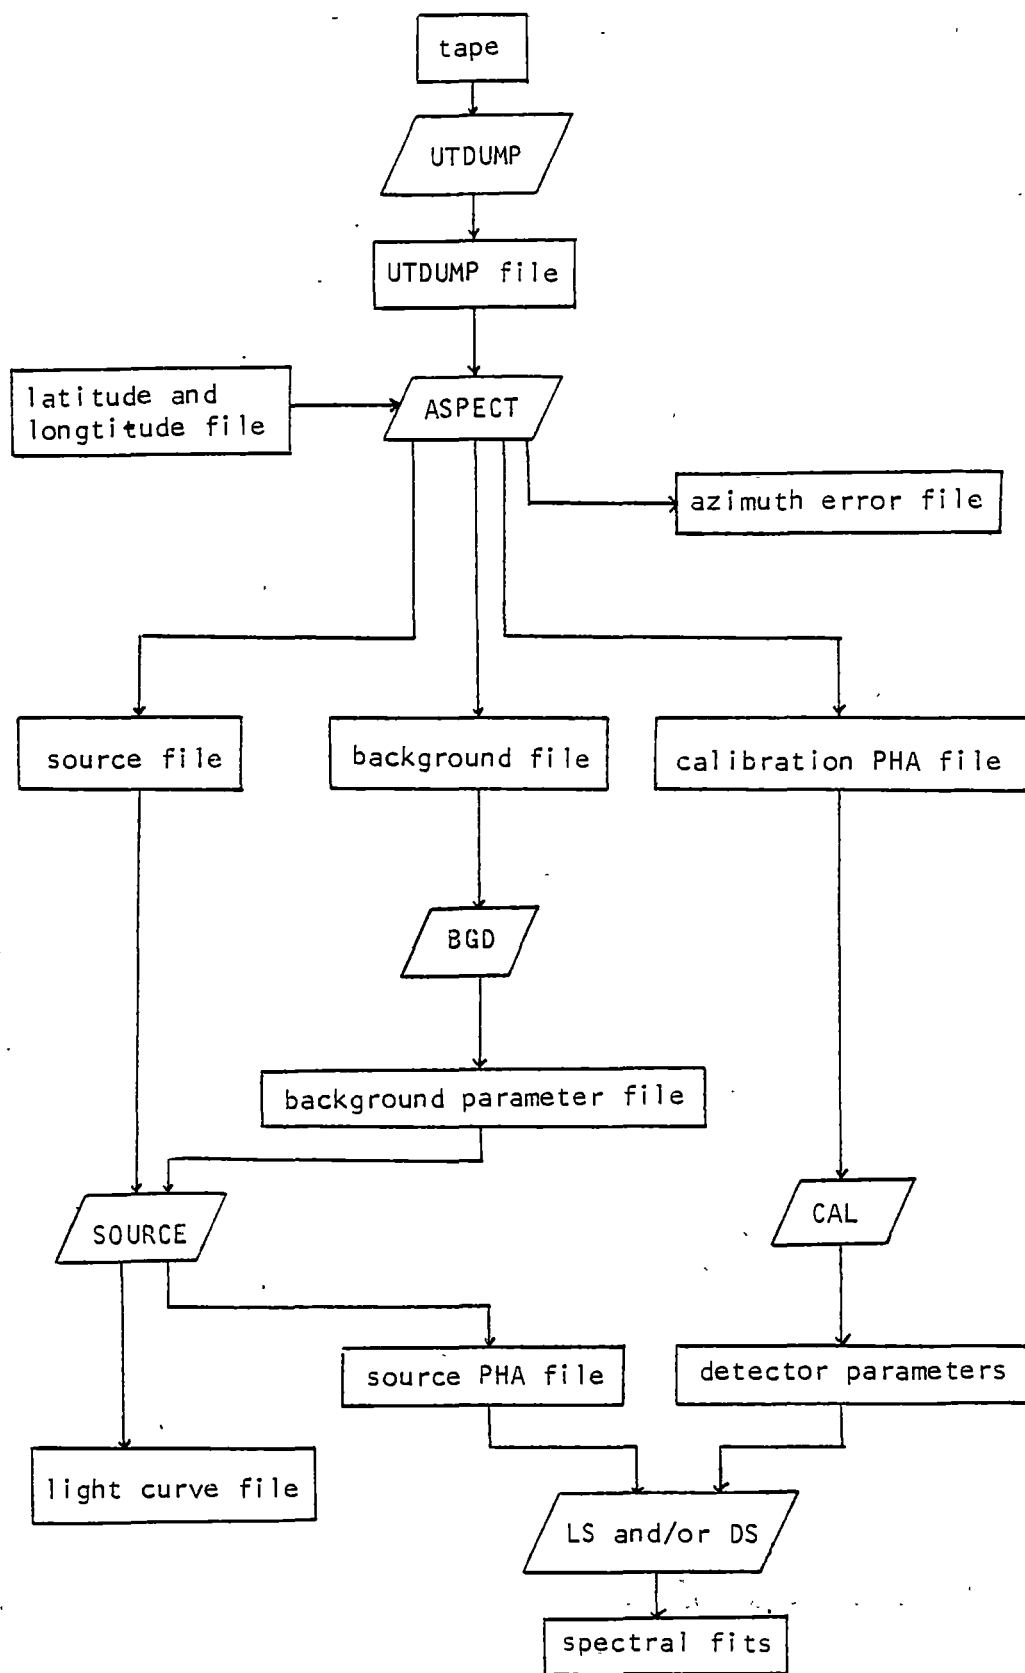 tape
UTDUMP
UTDUMP file
latitude and
longtitude file
ASPECT
azimuth error file
source file
background file
calibration PHA file
BGD
background parameter file
SOURCE
CAL
source PHA file
detector parameters
light curve file
LS and/or DS
spectral fits